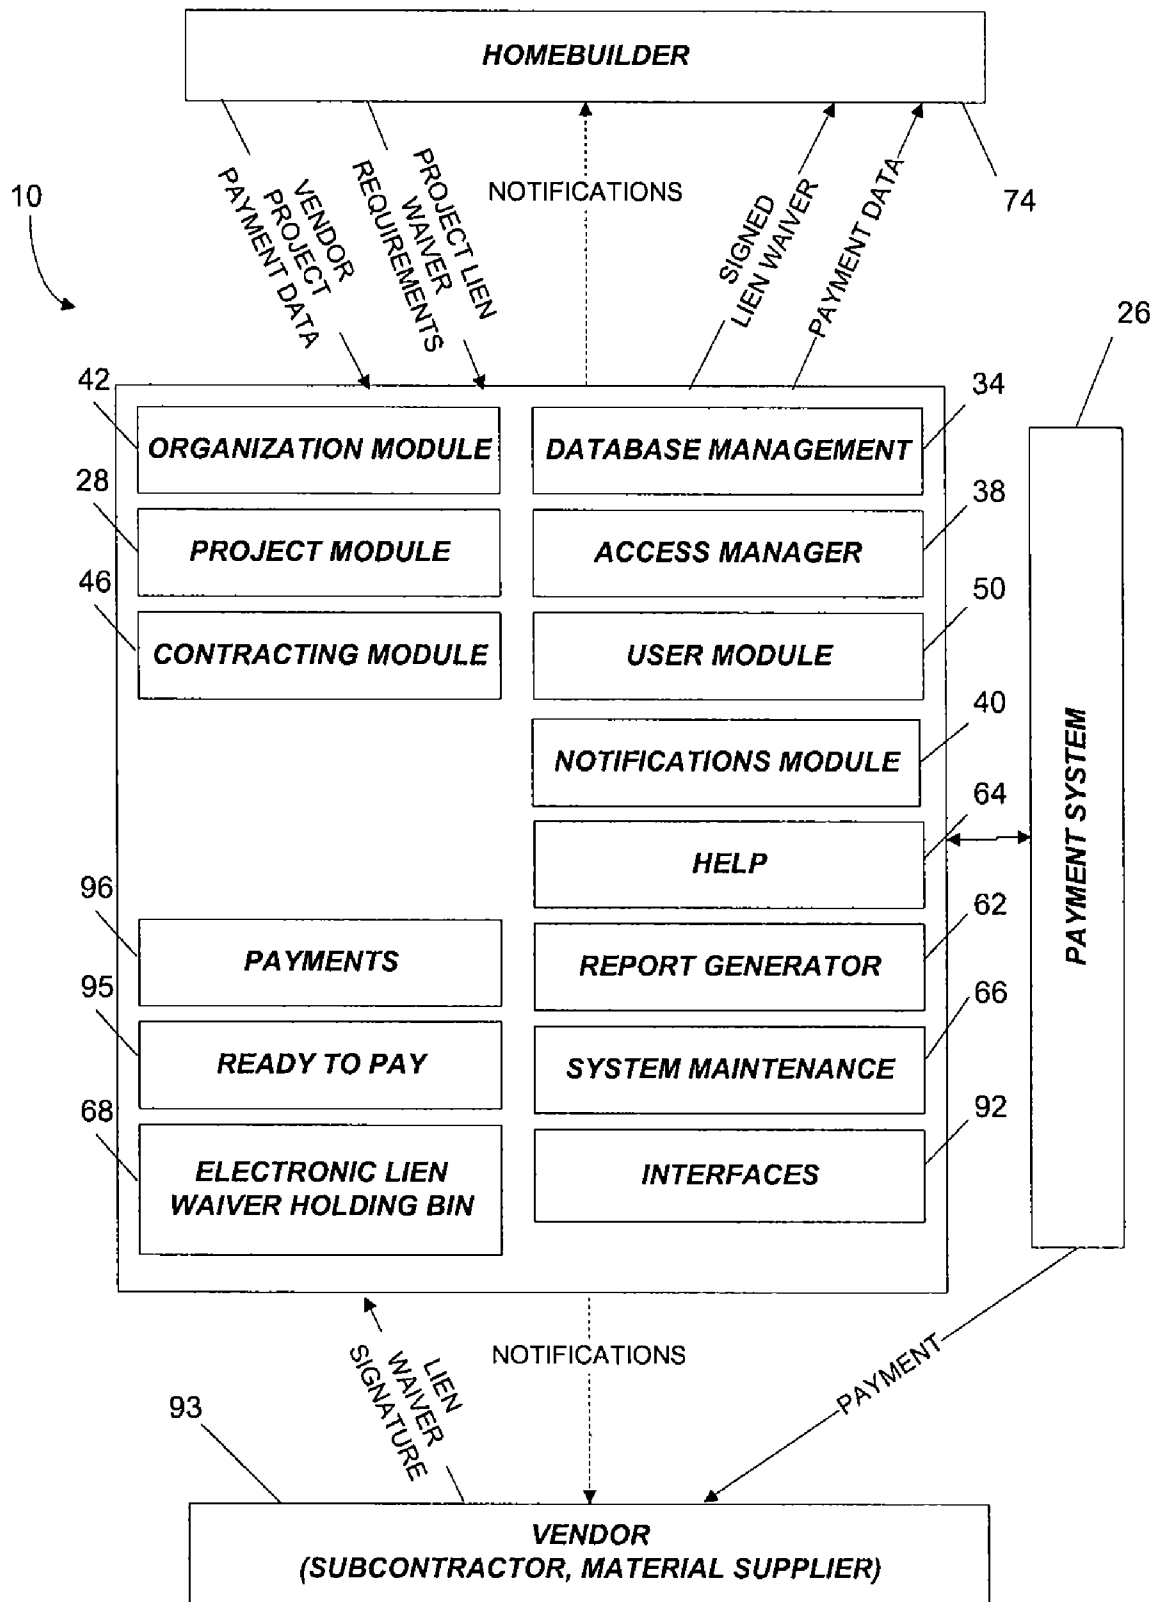 HOMEBUILDER
VENDOR
PROJECT
PAYMENT DATA
PROJECT LIEN
WAIVER
REQUIREMENTS
NOTIFICATIONS
SIGNED
LIEN WAIVER
PAYMENT DATA
74
10
26
42
ORGANIZATION MODULE
DATABASE MANAGEMENT
34
28
PROJECT MODULE
ACCESS MANAGER
38
46
CONTRACTING MODULE
USER MODULE
50
NOTIFICATIONS MODULE
40
HELP
64
PAYMENT SYSTEM
96
PAYMENTS
REPORT GENERATOR
62
95
READY TO PAY
SYSTEM MAINTENANCE
66
68
ELECTRONIC LIEN
WAIVER HOLDING BIN
INTERFACES
92
LIEN
WAIVER
SIGNATURE
NOTIFICATIONS
PAYMENT
93
VENDOR
(SUBCONTRACTOR, MATERIAL SUPPLIER)